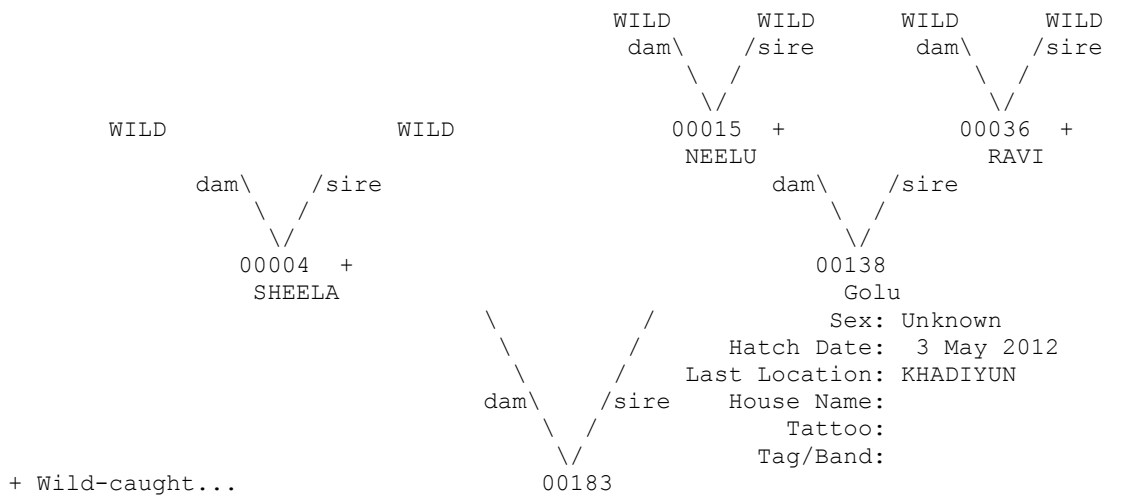 WILD WILD WILD WILD
dam\ /sire dam\ /sire
\ / \ /
\/ \/
WILD WILD 00015 + 00036 +
NEELU RAVI
dam\ /sire dam\ /sire
\ / \ /
\/ \/
00004 + 00138
SHEELA Golu
\ / Sex: Unknown
\ / Hatch Date: 3 May 2012
\ / Last Location: KHADIYUN
dam\ /sire House Name:
\ / Tattoo:
\/ Tag/Band:
+ Wild-caught... 00183